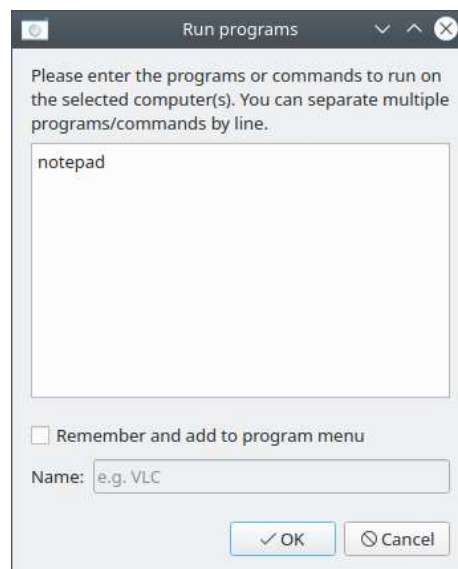 Run programs
Please enter the programs or commands to run on
the selected computer(s). You can separate multiple
programs/commands by line.
notepad
Remember and add to program menu
Name: e.g. VLC
OK Cancel